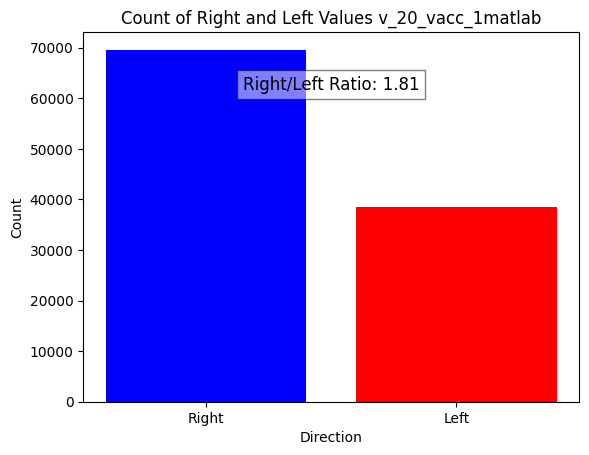 Count of Right and Left Values v_20_vacc_1matlab
70000
Right/Left Ratio: 1.81
60000
50000
40000
30000
20000
10000
0
Count
Right
Left
Direction